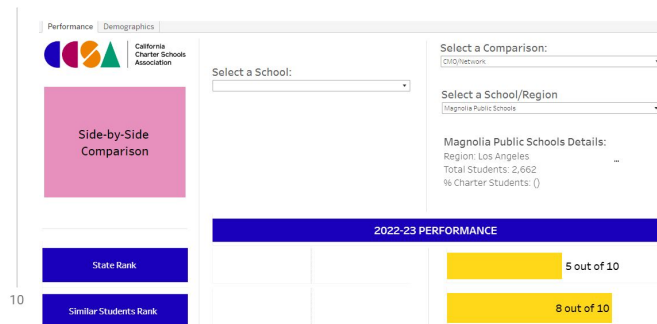 Performance Demographics
CCSA
California
Charter Schools
Association
Select a School:
Select a Comparison:
CMO/Network
Select a School/Region
Magnolia Public Schools
Side-by-Side
Comparison
Magnolia Public Schools Details:
Region: Los Angeles
...
Total Students: 2,662
% Charter Students: ()
2022-23 PERFORMANCE
State Rank
5 out of 10
10
Similar Students Rank
8 out of 10